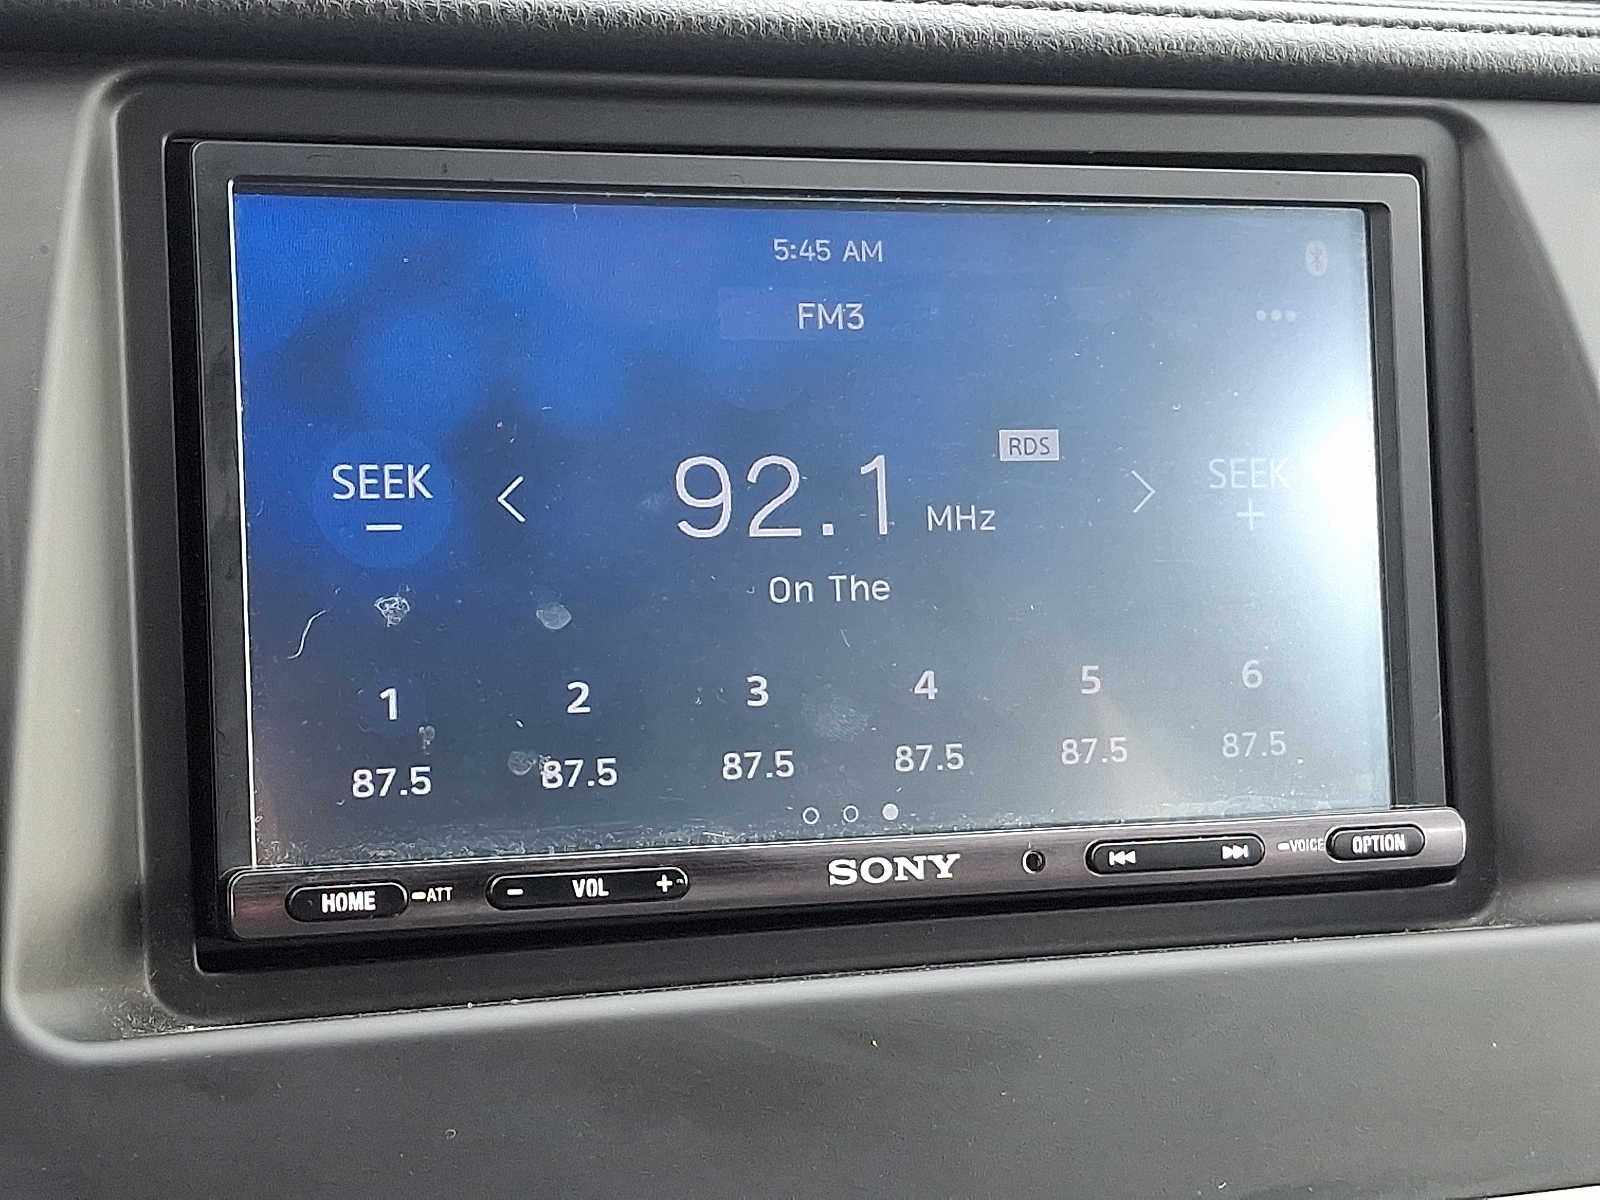 5:45 AM
FM3
RDS
SEEK - < 92.1 MHz > SEEK +
On The
1 2 3 4 5 6
87.5 87.5 87.5 87.5 87.5 87.5
HOME -ATT - VOL + SONY -VOICE OPTION